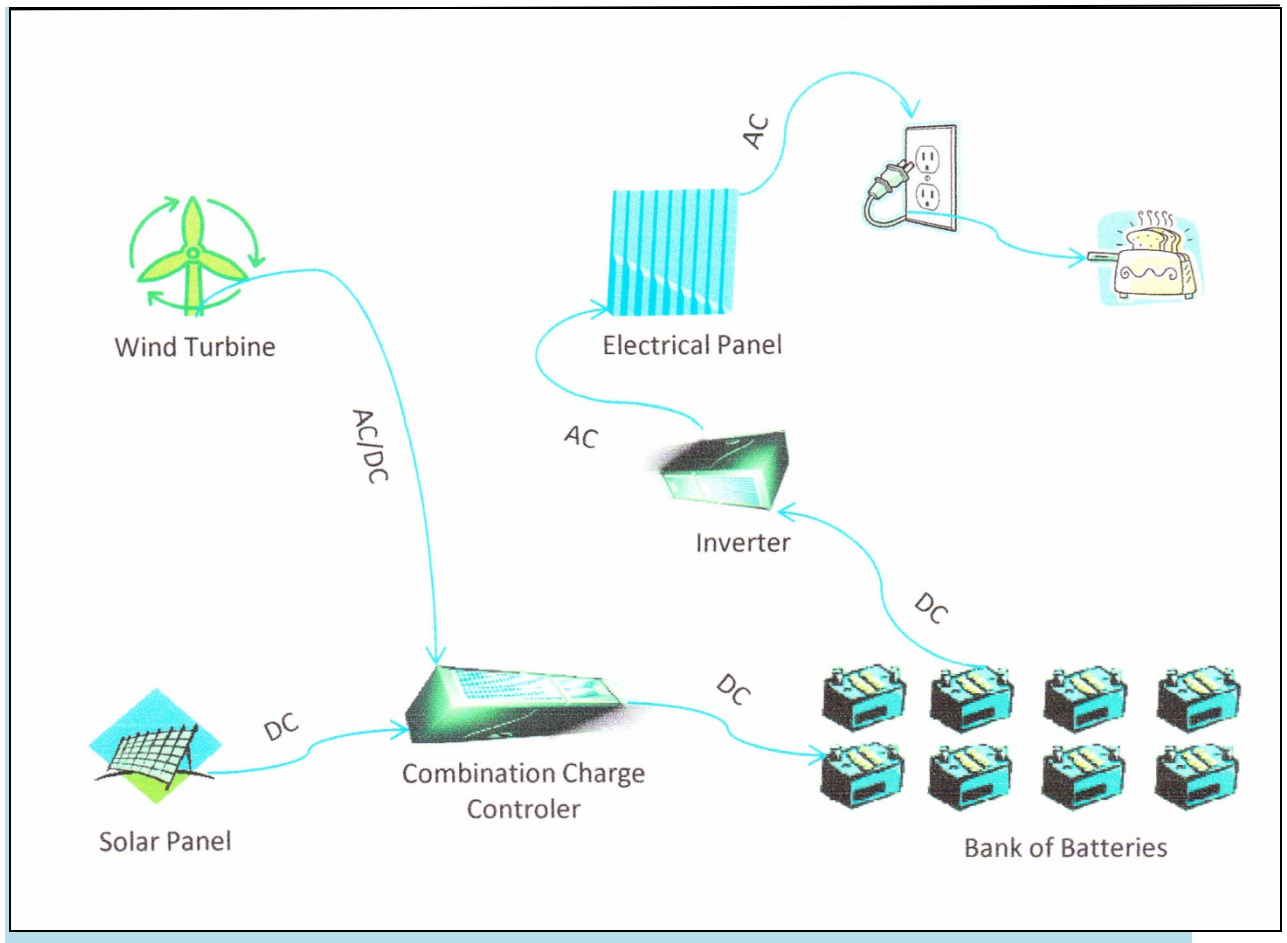 AC
Wind Turbine
Electrical Panel
AC/DC
AC
Inverter
DC
DC
DC
Combination Charge
Controler
Solar Panel
Bank of Batteries